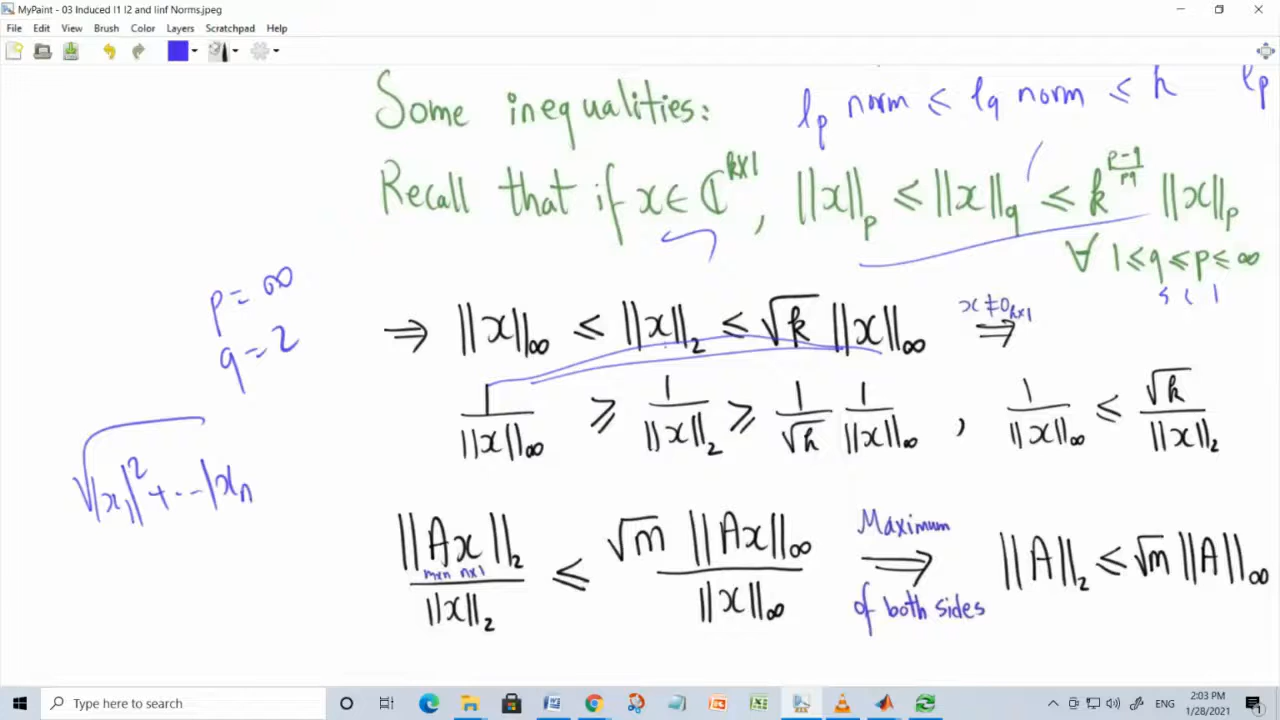 MyPaint - 03 Induced l1 l2 and linf Norms.jpeg
File Edit View Brush Color Layers Scratchpad Help
Some inequalities: lp norm ≤ lq norm ≤ k lp
Recall that if x ∈ ℂ^{k×1}, ||x||_p ≤ ||x||_q ≤ k^{\frac{p-q}{pq}} ||x||_p
∀ 1 ≤ q ≤ p ≤ ∞
p = ∞
q = 2
⇒ ||x||_∞ ≤ ||x||_2 ≤ √k ||x||_∞ x ≠ 0_{k×1} ⇒
1/||x||_∞ ≥ 1/||x||_2 ≥ 1/√k 1/||x||_∞ , 1/||x||_∞ ≤ √k/||x||_2
√|x_1|^2 + ... |x_n
||Ax||_2/||x||_2 ≤ √m ||Ax||_∞/||x||_∞ Maximum ⇒ of both sides ||A||_2 ≤ √m ||A||_∞
m×n n×1
Type here to search
ENG
2:03 PM
1/28/2021